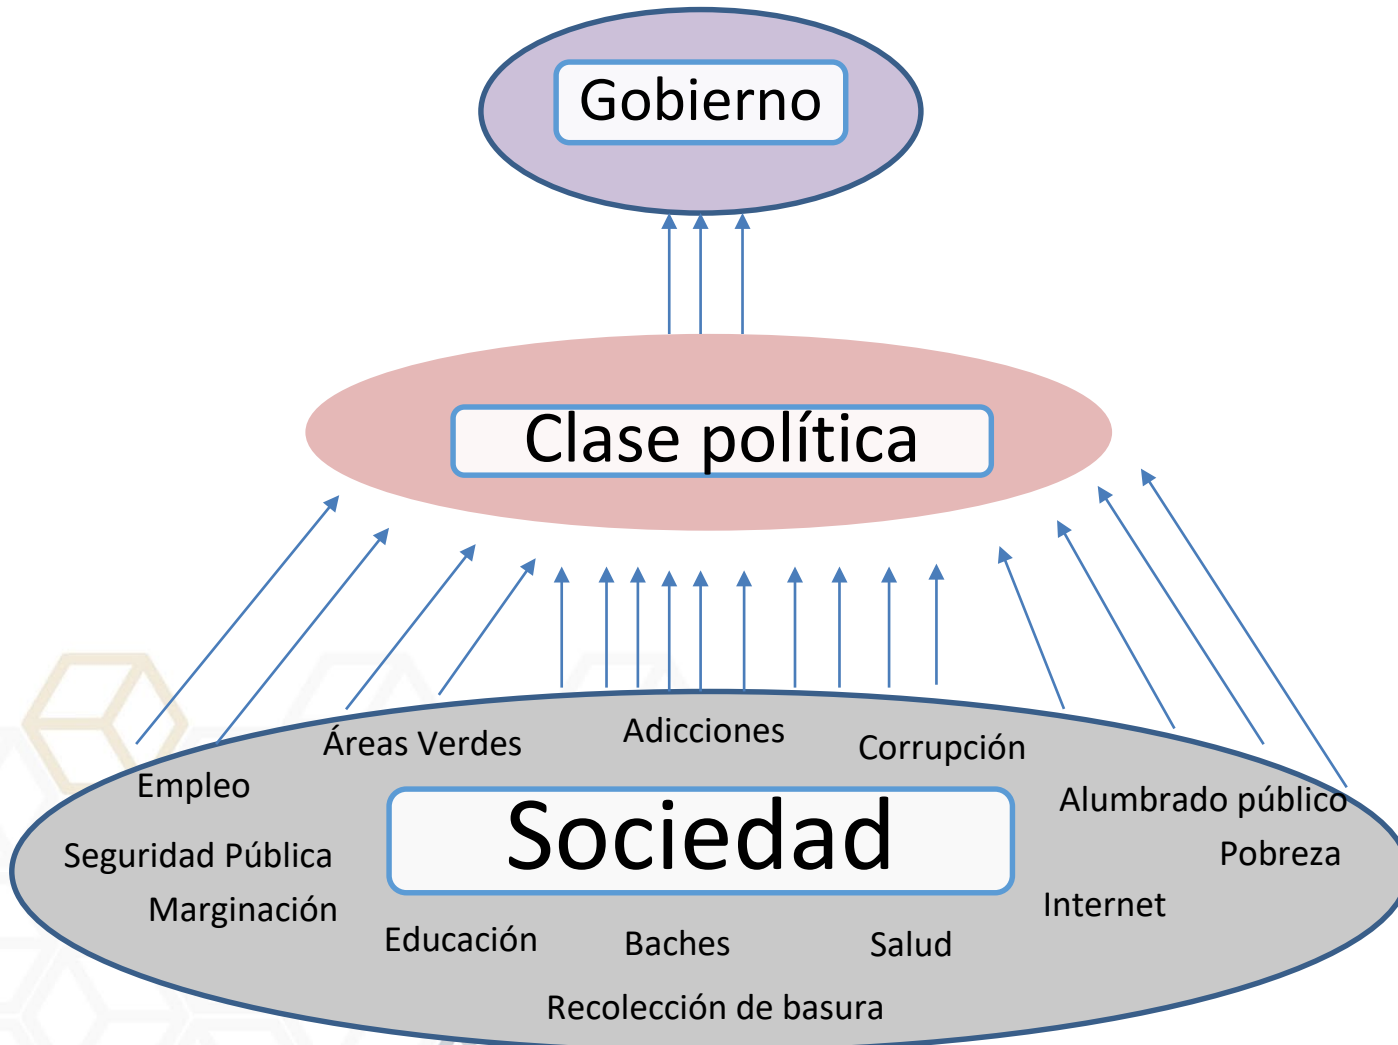 Gobierno
Clase política
Áreas Verdes
Adicciones
Corrupción
Empleo
Alumbrado público
Sociedad
Seguridad Pública
Pobreza
Marginación
Internet
Educación
Baches
Salud
Recolección de basura